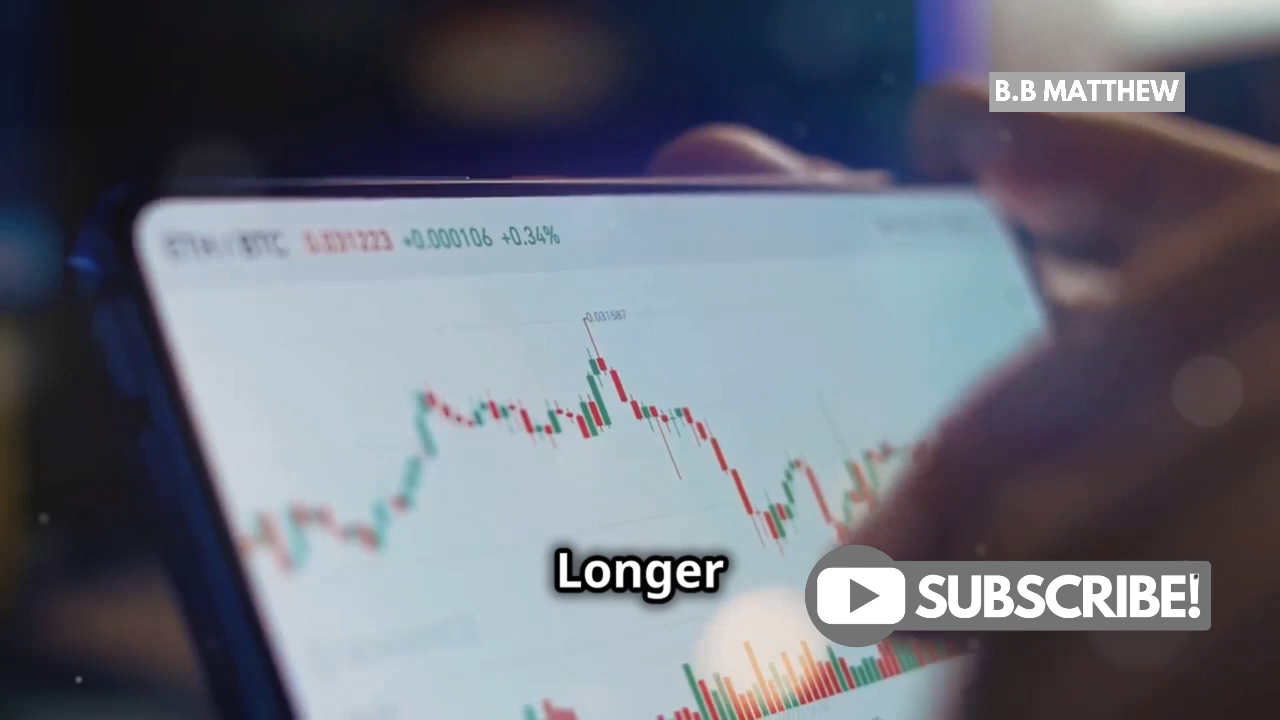 B.B MATTHEW
ETH / BTC 0.031223 +0.000106 +0.34%
0.031587
Longer
SUBSCRIBE!